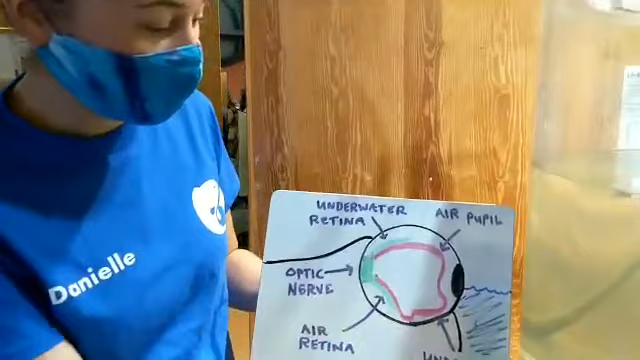 Danielle
UNDERWATER
RETINA
AIR PUPIL
OPTIC
NERVE
AIR
RETINA